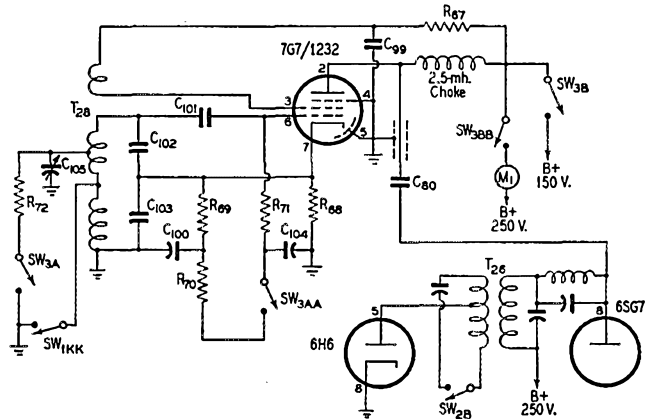 R67
7G7/1232
C99
2
2.5-mh.
Choke
SW3B
3
4
6
5
7
T28
C101
C102
SW3BB
B+
150 V.
M1
B+
250 V.
C105
R72
C103
R69
R71
R68
C80
C100
C104
R70
SW3A
SW3AA
SW1KK
T26
5
6H6
8
SW2B
8
6SG7
B+
250 V.